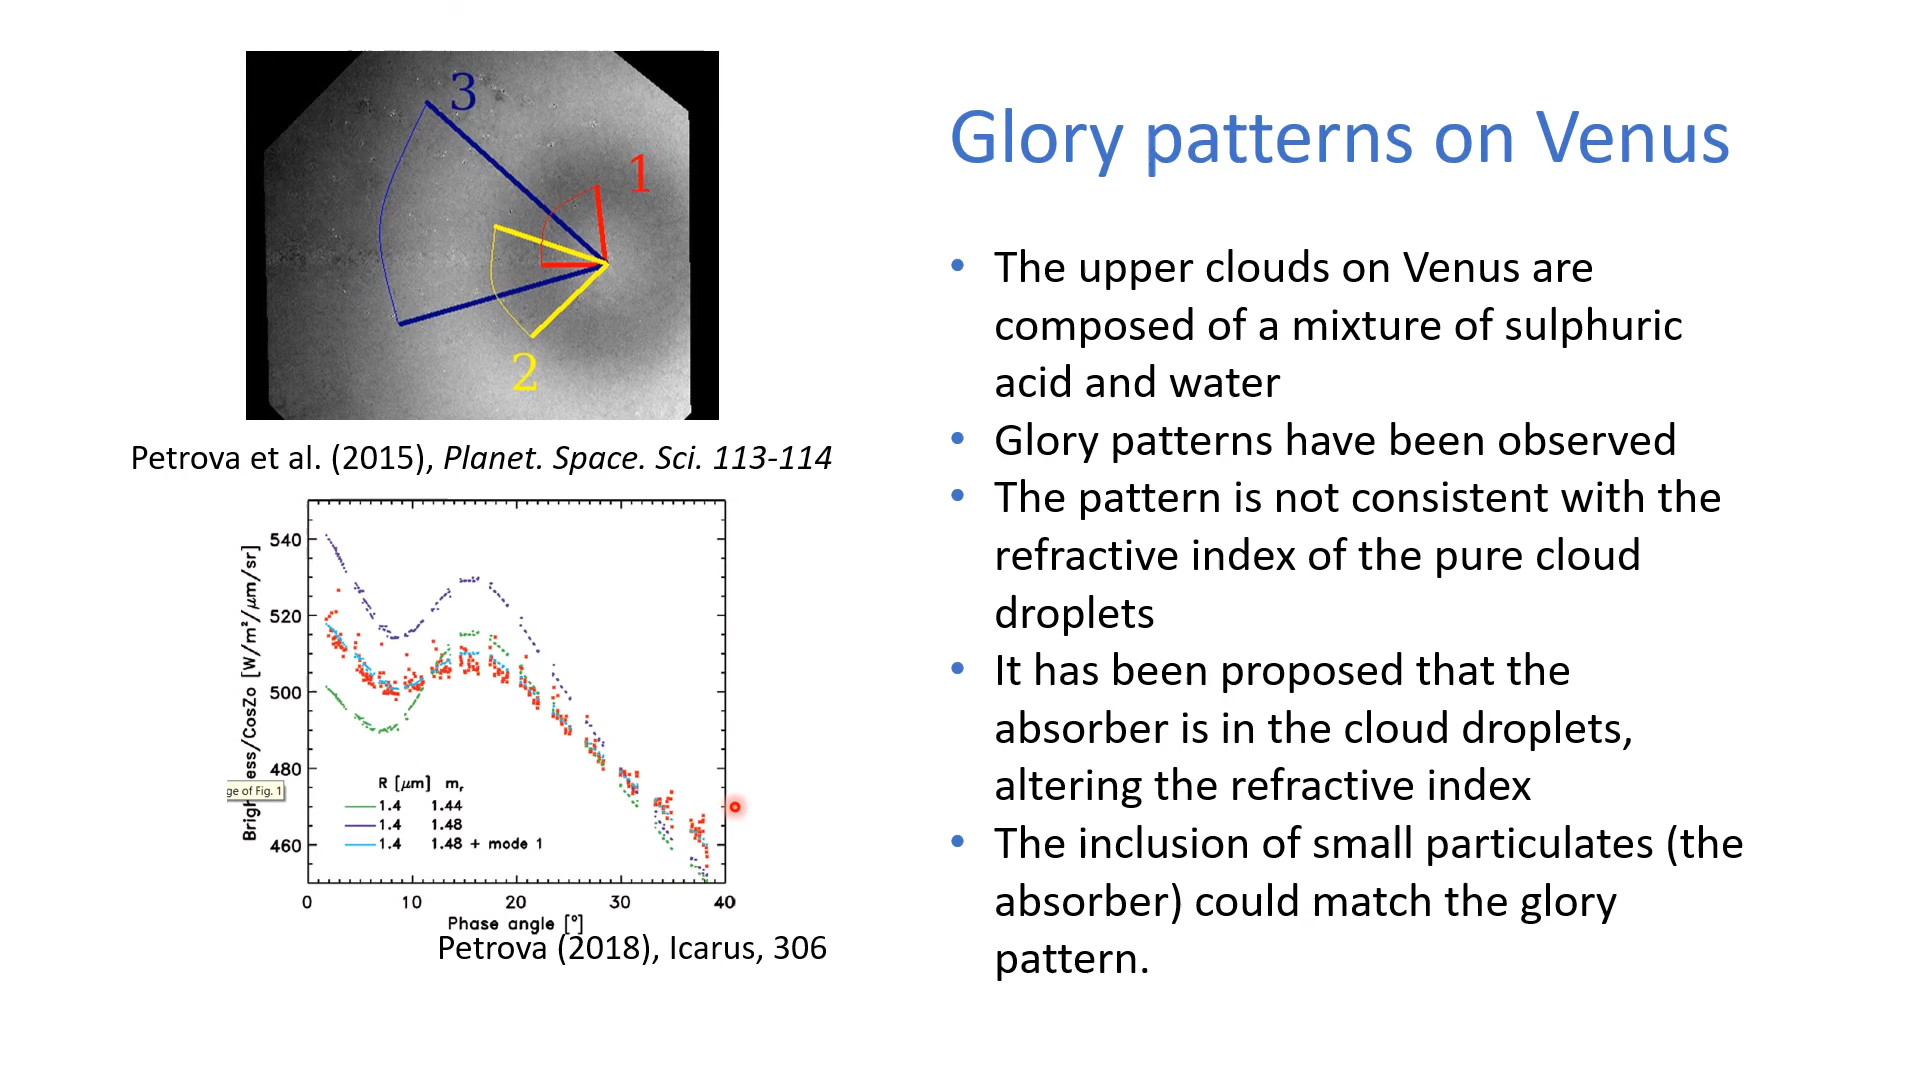 3
1
2
Petrova et al. (2015), Planet. Space. Sci. 113-114
540
520
500
480
460
ess/CosZo [W/m²/μm/sr]
Brig
ge of Fig. 1
R [μm] mᵣ
1.4 1.44
1.4 1.48
1.4 1.48 + mode 1
0 10 20 30 40
Phase angle [°]
Petrova (2018), Icarus, 306
Glory patterns on Venus
• The upper clouds on Venus are
composed of a mixture of sulphuric
acid and water
• Glory patterns have been observed
• The pattern is not consistent with the
refractive index of the pure cloud
droplets
• It has been proposed that the
absorber is in the cloud droplets,
altering the refractive index
• The inclusion of small particulates (the
absorber) could match the glory
pattern.